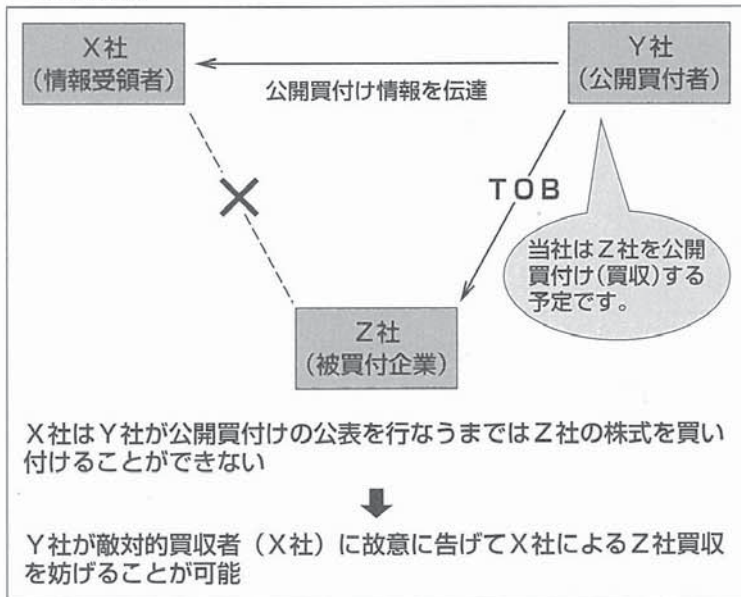 X社
(情報受領者)
Y社
(公開買付者)
公開買付け情報を伝達
TOB
当社はZ社を公開
買付け(買収)する
予定です。
Z社
(被買付企業)
X社はY社が公開買付けの公表を行なうまではZ社の株式を買い
付けることができない
Y社が敵対的買収者（X社）に故意に告げてX社によるZ社買収
を妨げることが可能